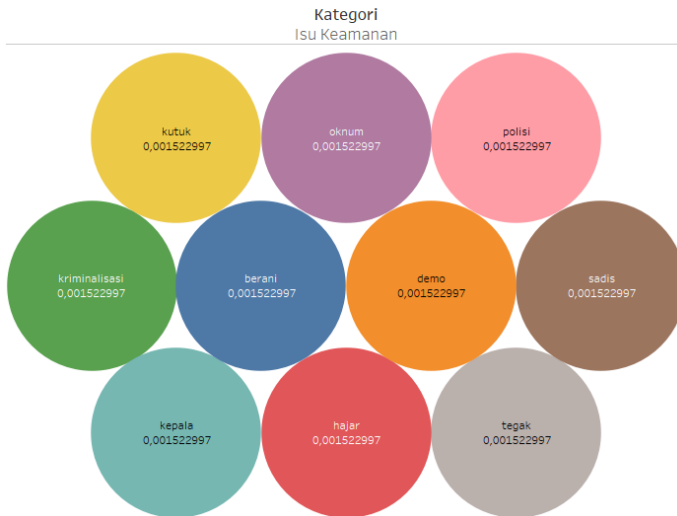 Kategori
Isu Keamanan
kutuk
0,001522997
oknum
0,001522997
polisi
0,001522997
kriminalisasi
0,001522997
berani
0,001522997
demo
0,001522997
sadis
0,001522997
kepala
0,001522997
hajar
0,001522997
tegak
0,001522997